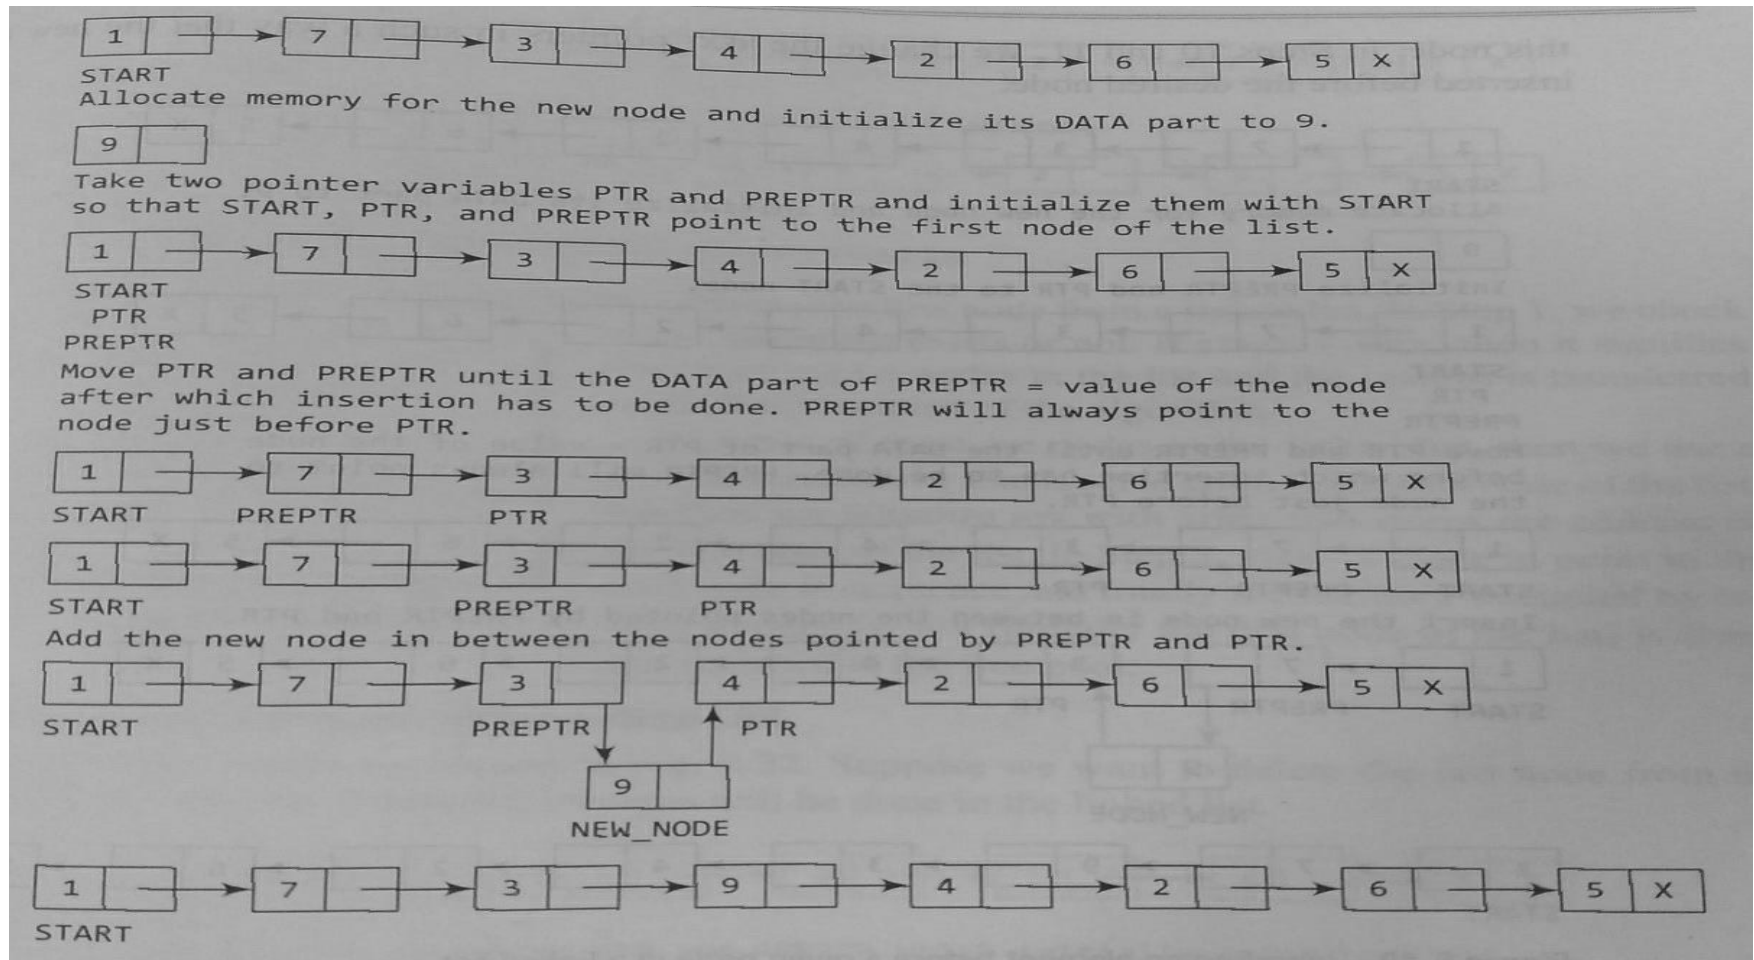 1 7 3 4 2 6 5 X
START
Allocate memory for the new node and initialize its DATA part to 9.
9
Take two pointer variables PTR and PREPTR and initialize them with START
so that START, PTR, and PREPTR point to the first node of the list.
1 7 3 4 2 6 5 X
START
PTR
PREPTR
Move PTR and PREPTR until the DATA part of PREPTR = value of the node
after which insertion has to be done. PREPTR will always point to the
node just before PTR.
1 7 3 4 2 6 5 X
START PREPTR PTR
1 7 3 4 2 6 5 X
START PREPTR PTR
Add the new node in between the nodes pointed by PREPTR and PTR.
1 7 3 4 2 6 5 X
START PREPTR PTR
9
NEW_NODE
1 7 3 9 4 2 6 5 X
START